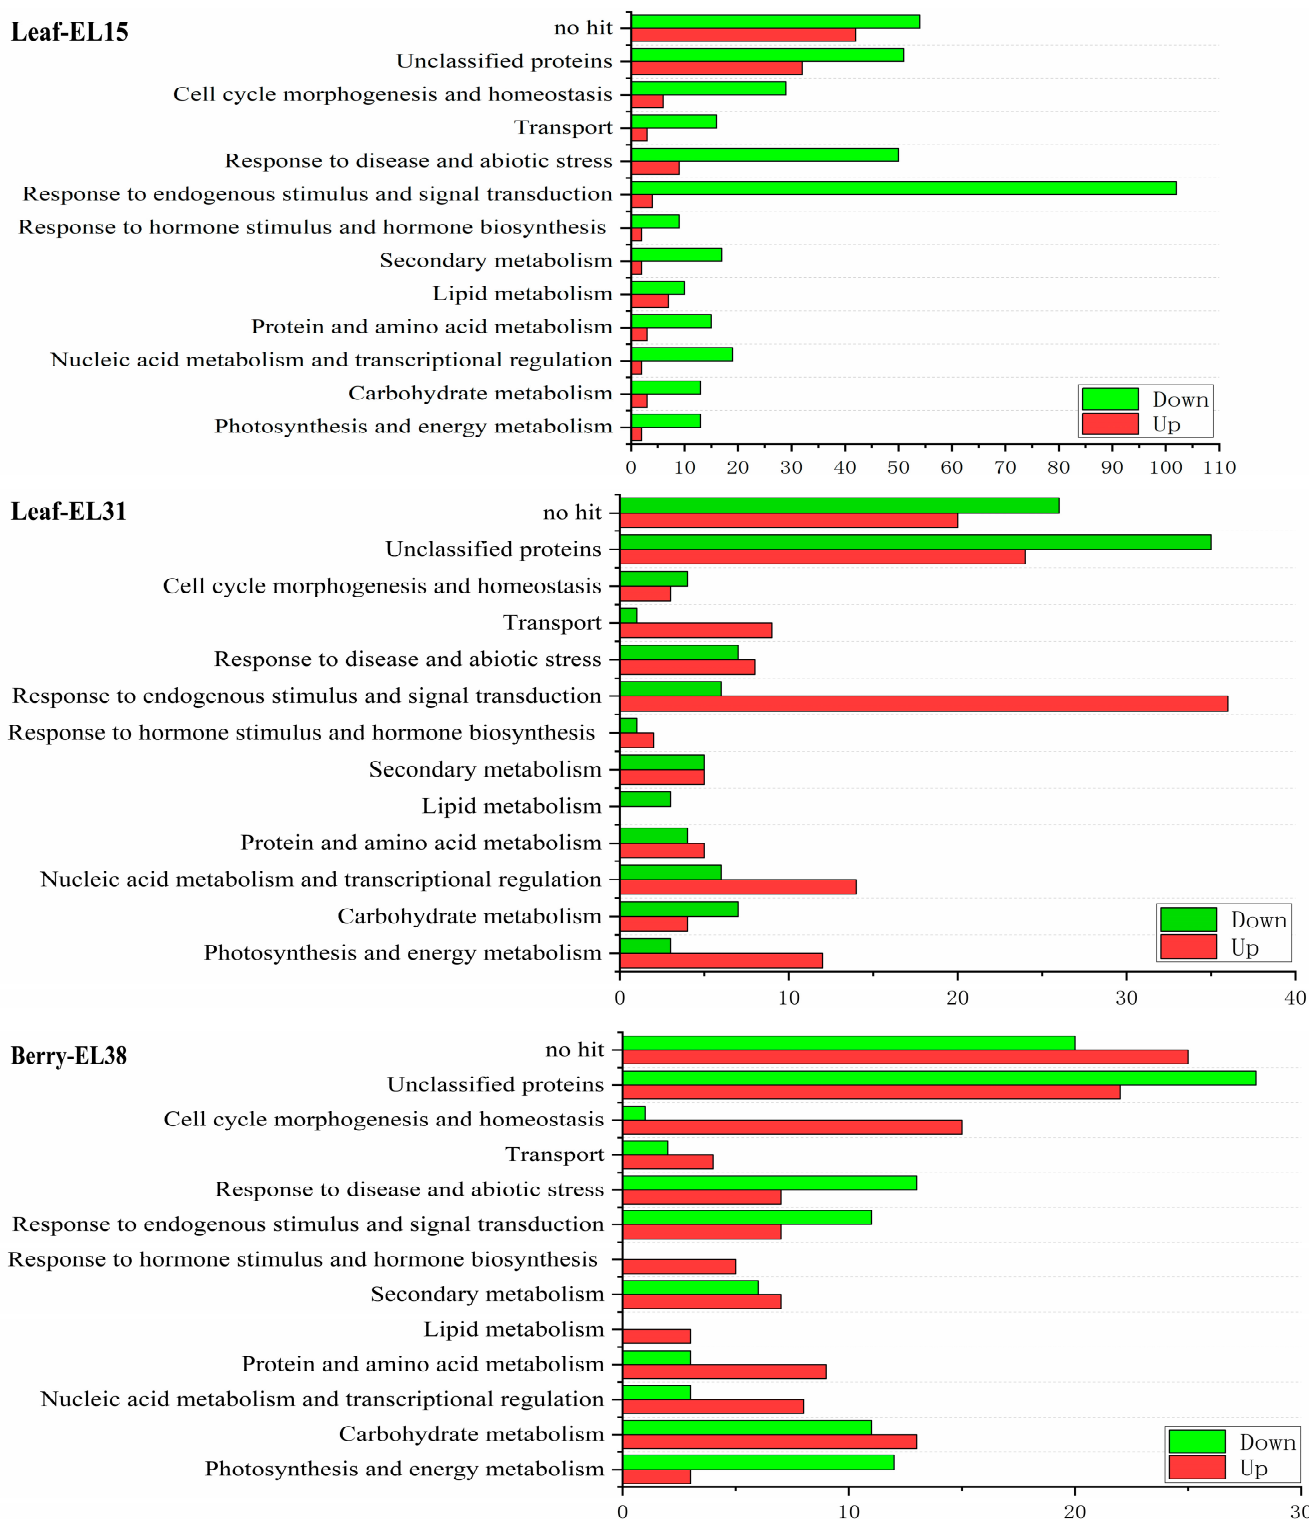 Leaf-EL15
no hit
Unclassified proteins
Cell cycle morphogenesis and homeostasis
Transport
Response to disease and abiotic stress
Response to endogenous stimulus and signal transduction
Response to hormone stimulus and hormone biosynthesis
Secondary metabolism
Lipid metabolism
Protein and amino acid metabolism
Nucleic acid metabolism and transcriptional regulation
Carbohydrate metabolism
Photosynthesis and energy metabolism
Down
Up
0 10 20 30 40 50 60 70 80 90 100 110
Leaf-EL31
no hit
Unclassified proteins
Cell cycle morphogenesis and homeostasis
Transport
Response to disease and abiotic stress
Response to endogenous stimulus and signal transduction
Response to hormone stimulus and hormone biosynthesis
Secondary metabolism
Lipid metabolism
Protein and amino acid metabolism
Nucleic acid metabolism and transcriptional regulation
Carbohydrate metabolism
Photosynthesis and energy metabolism
Down
Up
0 10 20 30 40
Berry-EL38
no hit
Unclassified proteins
Cell cycle morphogenesis and homeostasis
Transport
Response to disease and abiotic stress
Response to endogenous stimulus and signal transduction
Response to hormone stimulus and hormone biosynthesis
Secondary metabolism
Lipid metabolism
Protein and amino acid metabolism
Nucleic acid metabolism and transcriptional regulation
Carbohydrate metabolism
Photosynthesis and energy metabolism
Down
Up
0 10 20 30